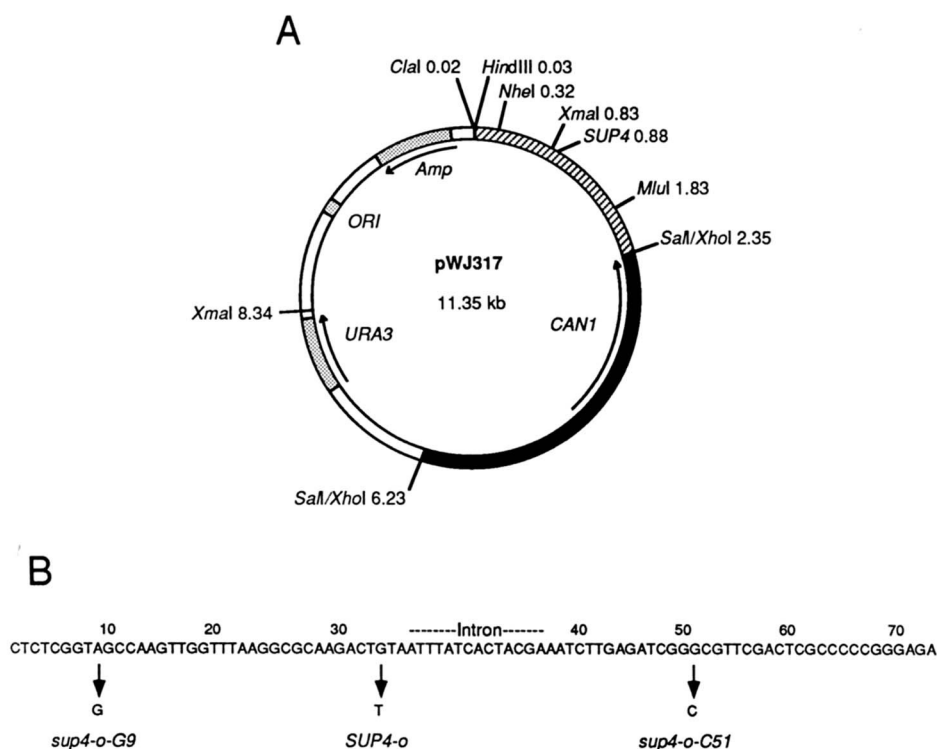 A
ClaI 0.02
HindIII 0.03
NheI 0.32
XmaI 0.83
SUP4 0.88
MluI 1.83
SalI/XhoI 2.35
Amp
ORI
pWJ317
11.35 kb
CAN1
XmaI 8.34
URA3
SalI/XhoI 6.23
B
10 20 30 --------Intron------ 40 50 60 70
CTCTCGGTAGCCAAGTTGGTTTAAGGCGCAAGACTGTAATTTATCACTACGAAATCTTGAGATCGGGCGTTCGACTCGCCCCCGGGAGA
G T C
sup4-o-G9 SUP4-o sup4-o-C51